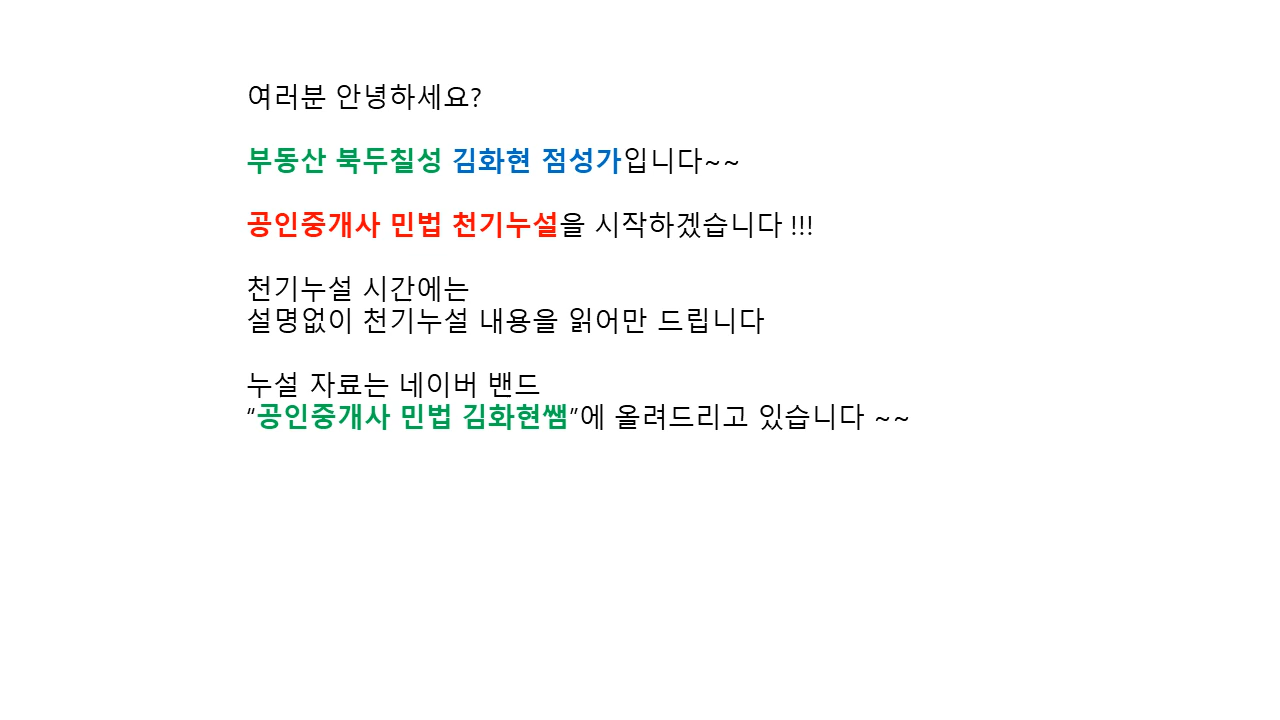 여러분 안녕하세요?
부동산 북두칠성 김화현 점성가입니다~~
공인중개사 민법 천기누설을 시작하겠습니다 !!!
천기누설 시간에는
설명없이 천기누설 내용을 읽어만 드립니다
누설 자료는 네이버 밴드
“공인중개사 민법 김화현쌤”에 올려드리고 있습니다 ~~